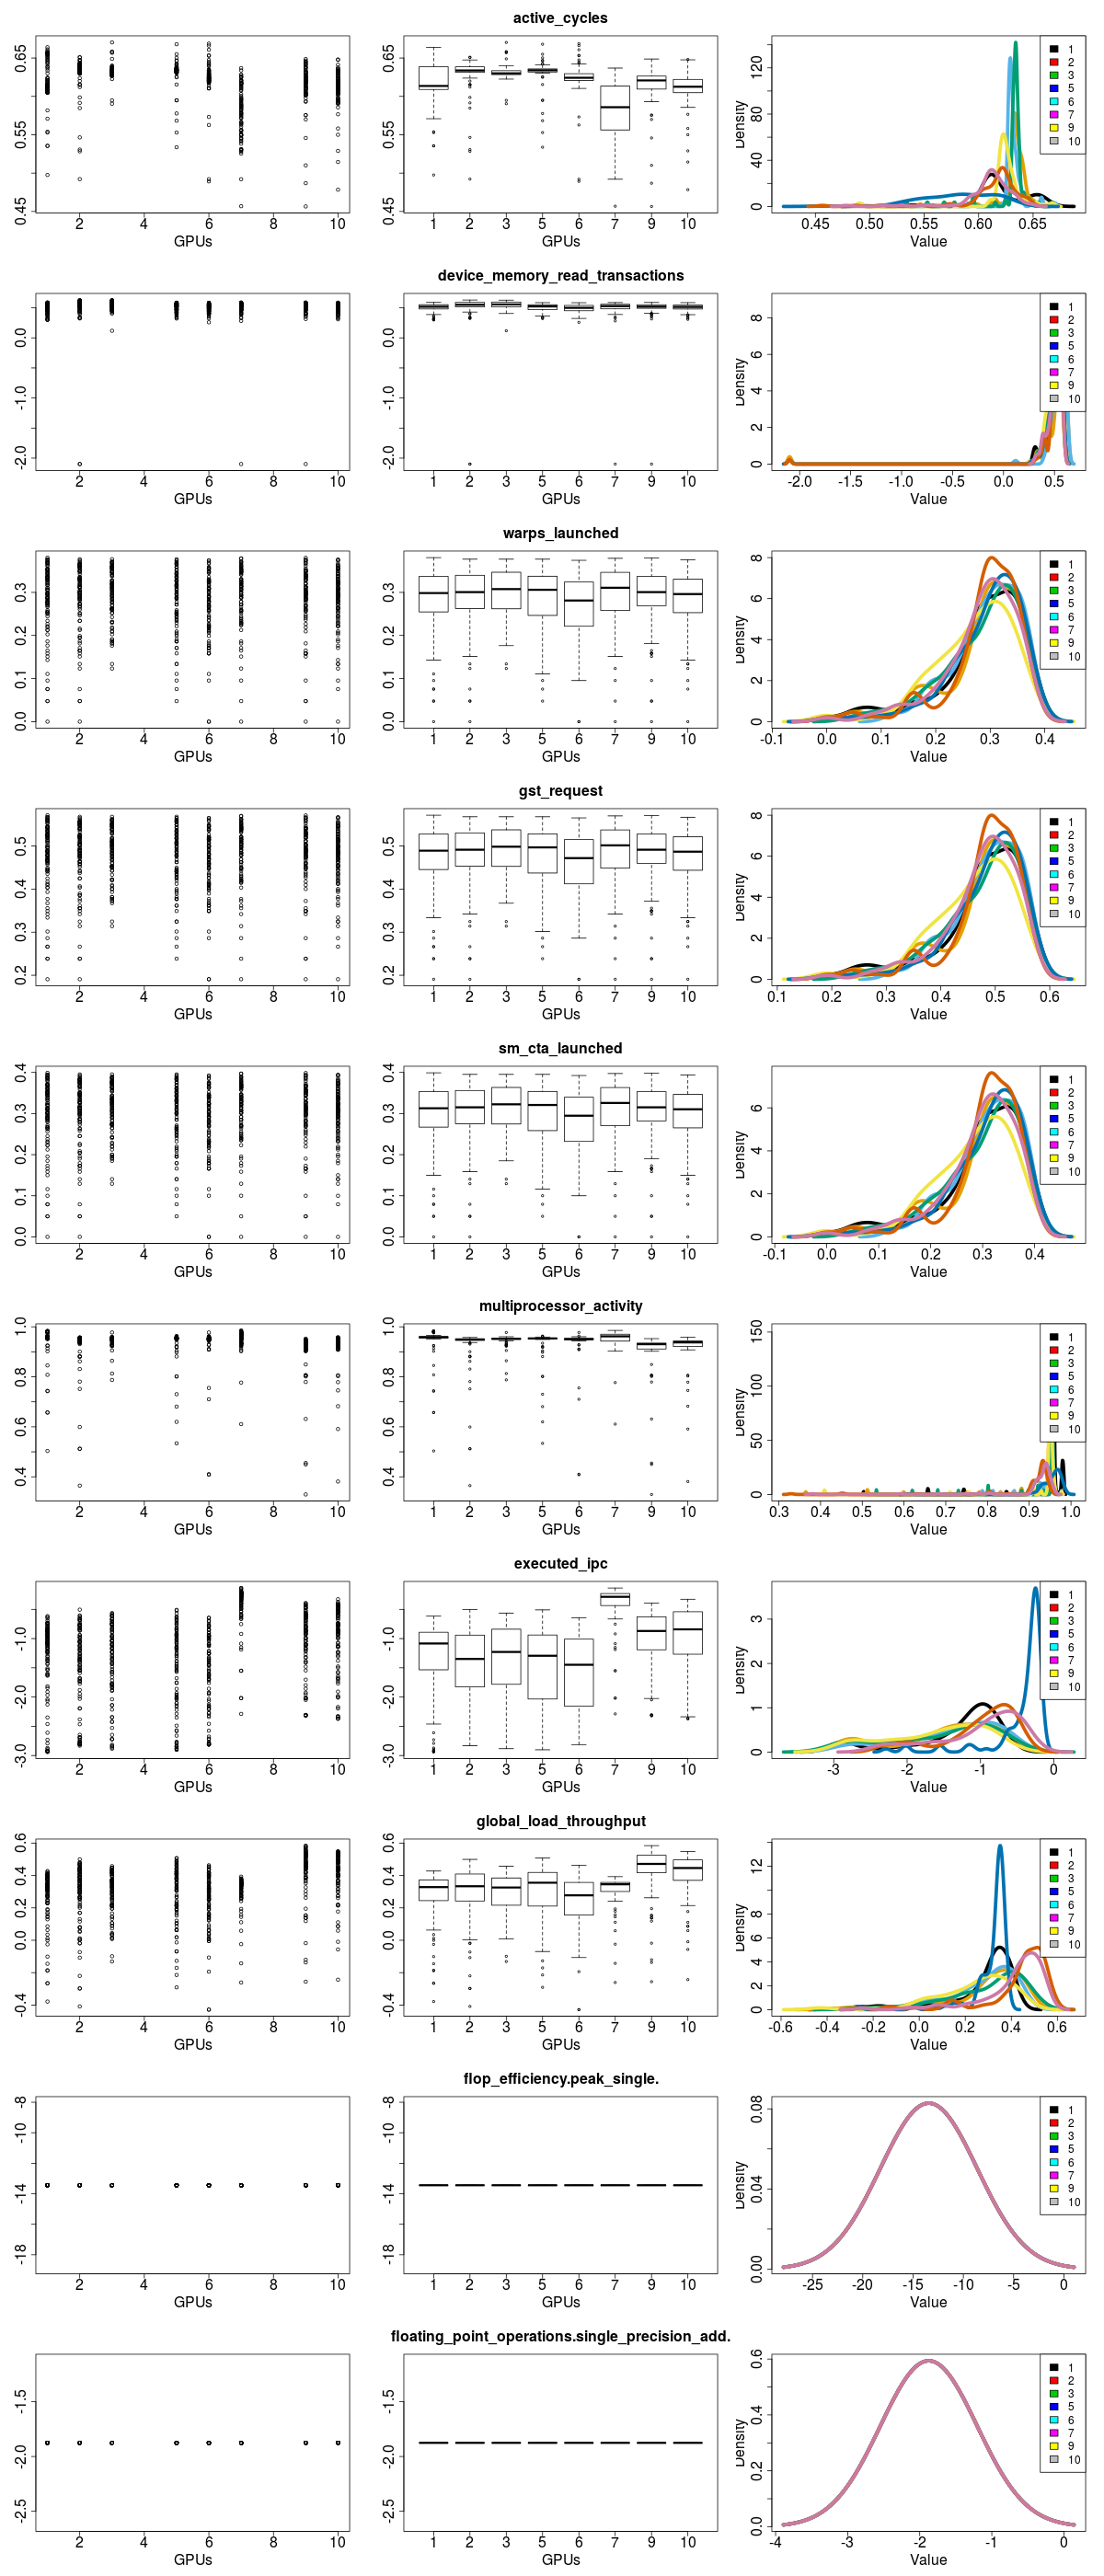 active_cycles
0.45 0.55 0.65
2 4 6 8 10
GPUs
0.45 0.55 0.65
1 2 3 5 6 7 9 10
GPUs
Density
0 40 80 120
0.45 0.50 0.55 0.60 0.65
Value
1
2
3
5
6
7
9
10
device_memory_read_transactions
-2.0 -1.0 0.0
2 4 6 8 10
GPUs
-2.0 -1.0 0.0
1 2 3 5 6 7 9 10
GPUs
Density
0 2 4 6 8
-2.0 -1.5 -1.0 -0.5 0.0 0.5
Value
1
2
3
5
6
7
9
10
warps_launched
0.0 0.1 0.2 0.3
2 4 6 8 10
GPUs
0.0 0.1 0.2 0.3
1 2 3 5 6 7 9 10
GPUs
Density
0 2 4 6 8
-0.1 0.0 0.1 0.2 0.3 0.4
Value
1
2
3
5
6
7
9
10
gst_request
0.2 0.3 0.4 0.5
2 4 6 8 10
GPUs
0.2 0.3 0.4 0.5
1 2 3 5 6 7 9 10
GPUs
Density
0 2 4 6 8
0.1 0.2 0.3 0.4 0.5 0.6
Value
1
2
3
5
6
7
9
10
sm_cta_launched
0.0 0.1 0.2 0.3 0.4
2 4 6 8 10
GPUs
0.0 0.1 0.2 0.3 0.4
1 2 3 5 6 7 9 10
GPUs
Density
0 2 4 6
-0.1 0.0 0.1 0.2 0.3 0.4
Value
1
2
3
5
6
7
9
10
multiprocessor_activity
0.4 0.6 0.8 1.0
2 4 6 8 10
GPUs
0.4 0.6 0.8 1.0
1 2 3 5 6 7 9 10
GPUs
Density
0 50 100 150
0.3 0.4 0.5 0.6 0.7 0.8 0.9 1.0
Value
1
2
3
5
6
7
9
10
executed_ipc
-3.0 -2.0 -1.0
2 4 6 8 10
GPUs
-3.0 -2.0 -1.0
1 2 3 5 6 7 9 10
GPUs
Density
0 1 2 3
-3 -2 -1 0
Value
1
2
3
5
6
7
9
10
global_load_throughput
-0.4 0.0 0.2 0.4 0.6
2 4 6 8 10
GPUs
-0.4 0.0 0.2 0.4 0.6
1 2 3 5 6 7 9 10
GPUs
Density
0 2 4 8 12
-0.6 -0.4 -0.2 0.0 0.2 0.4 0.6
Value
1
2
3
5
6
7
9
10
flop_efficiency.peak_single.
-18 -14 -10 -8
2 4 6 8 10
GPUs
-18 -14 -10 -8
1 2 3 5 6 7 9 10
GPUs
Density
0.00 0.04 0.08
-25 -20 -15 -10 -5 0
Value
1
2
3
5
6
7
9
10
floating_point_operations.single_precision_add.
-2.5 -2.0 -1.5
2 4 6 8 10
GPUs
-2.5 -2.0 -1.5
1 2 3 5 6 7 9 10
GPUs
Density
0.0 0.2 0.4 0.6
-4 -3 -2 -1 0
Value
1
2
3
5
6
7
9
10